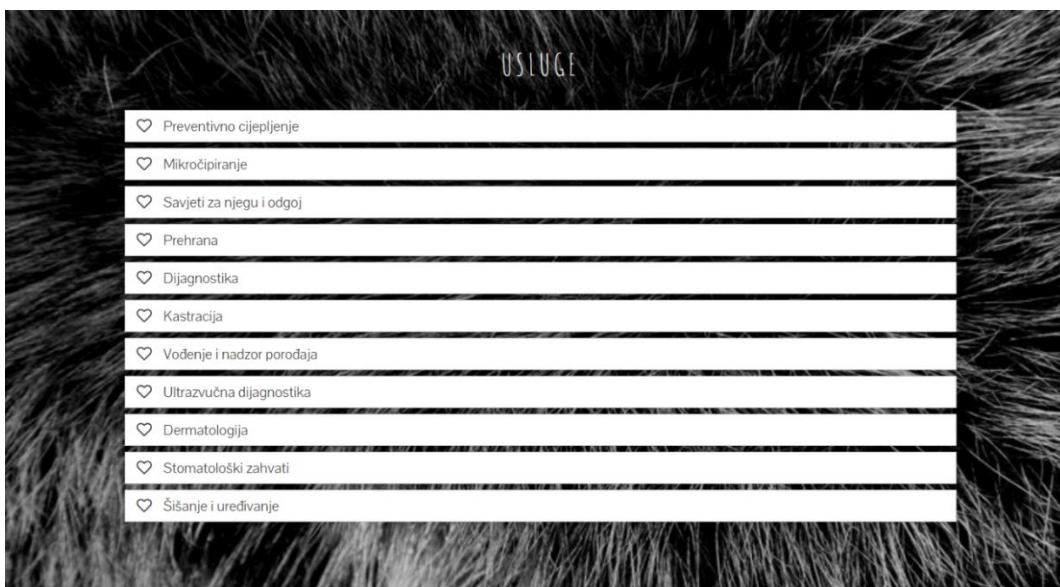 USLUGE
Preventivno cijepljenje
Mikročipiranje
Savjeti za njegu i odgoj
Prehrana
Dijagnostika
Kastracija
Vođenje i nadzor porođaja
Ultrazvučna dijagnostika
Dermatologija
Stomatološki zahvati
Šišanje i uređivanje